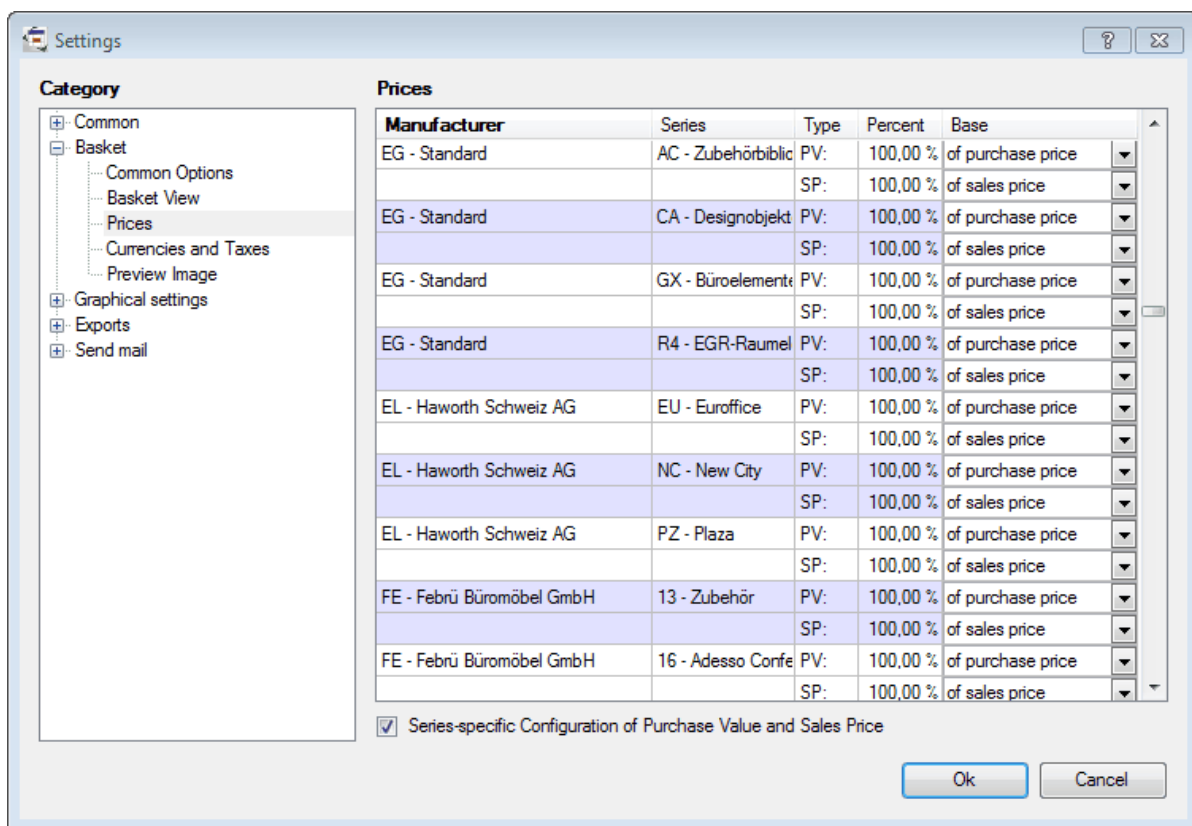 Settings
Category
Common
Basket
Common Options
Basket View
Prices
Currencies and Taxes
Preview Image
Graphical settings
Exports
Send mail
Prices
Manufacturer Series Type Percent Base
EG - Standard AC - Zubehörbiblic PV: 100,00 % of purchase price
SP: 100,00 % of sales price
EG - Standard CA - Designobjekt PV: 100,00 % of purchase price
SP: 100,00 % of sales price
EG - Standard GX - Büroelemente PV: 100,00 % of purchase price
SP: 100,00 % of sales price
EG - Standard R4 - EGR-Raumel PV: 100,00 % of purchase price
SP: 100,00 % of sales price
EL - Haworth Schweiz AG EU - Euroffice PV: 100,00 % of purchase price
SP: 100,00 % of sales price
EL - Haworth Schweiz AG NC - New City PV: 100,00 % of purchase price
SP: 100,00 % of sales price
EL - Haworth Schweiz AG PZ - Plaza PV: 100,00 % of purchase price
SP: 100,00 % of sales price
FE - Febrü Büromöbel GmbH 13 - Zubehör PV: 100,00 % of purchase price
SP: 100,00 % of sales price
FE - Febrü Büromöbel GmbH 16 - Adesso Confe PV: 100,00 % of purchase price
SP: 100,00 % of sales price
Series-specific Configuration of Purchase Value and Sales Price
Ok Cancel